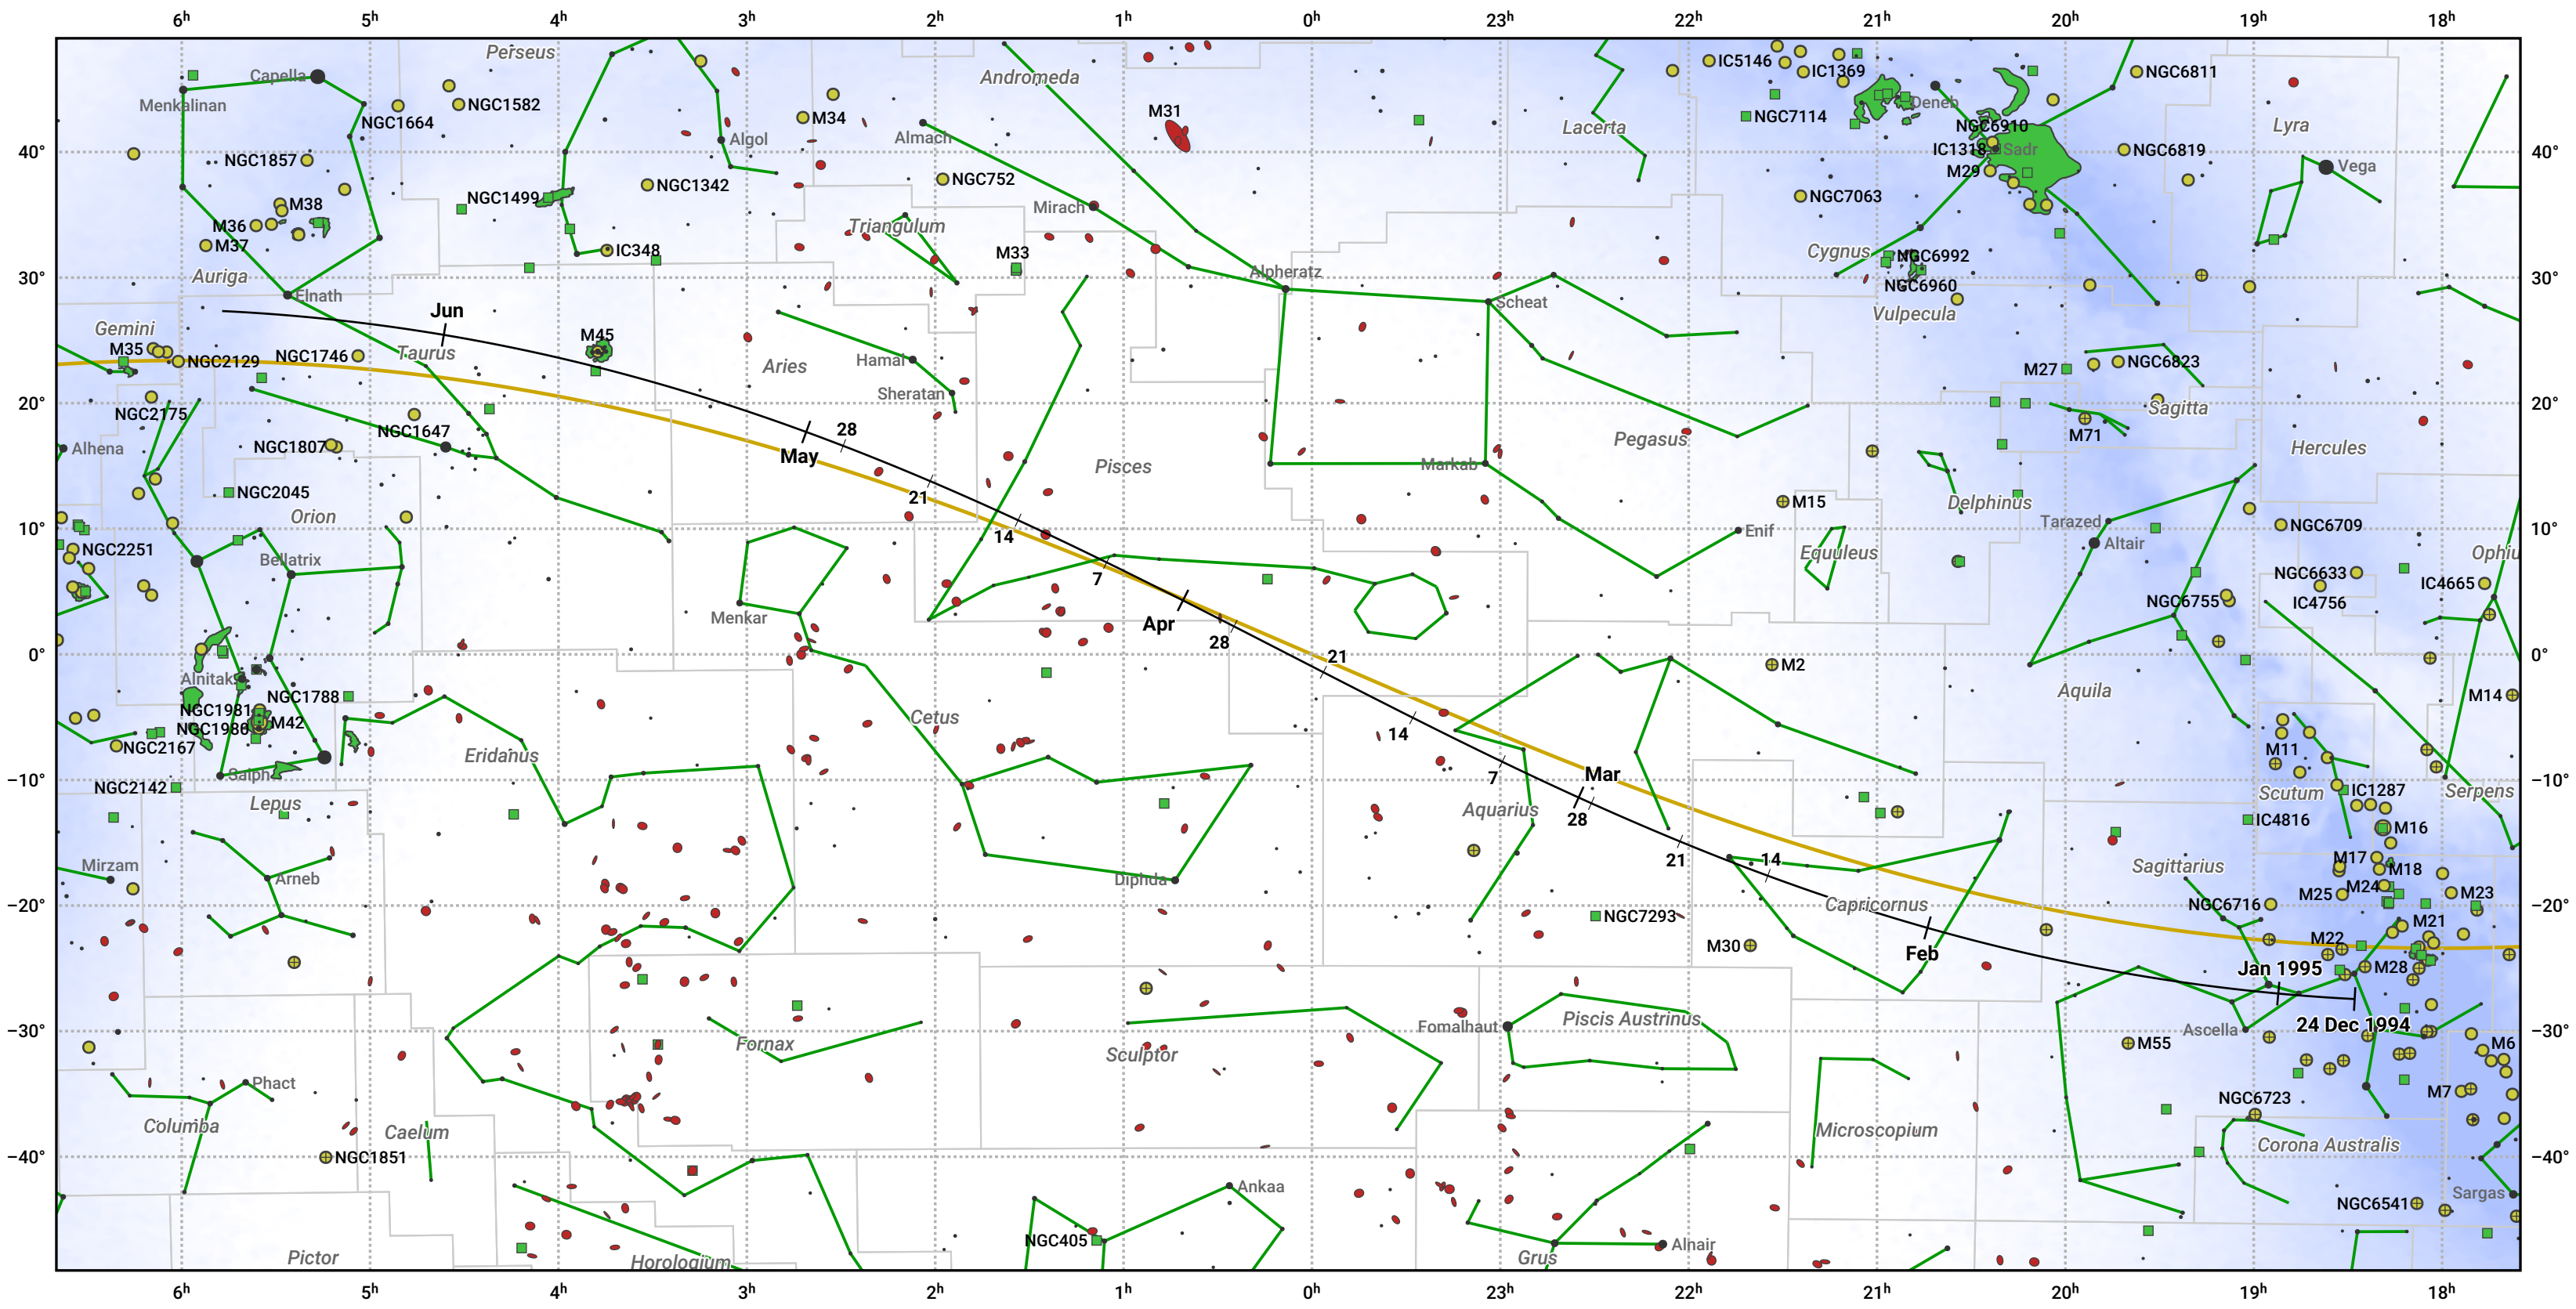 6h 5h 4h 3h 2h 1h 0h 23h 22h 21h 20h 19h 18h
Perseus
Capella
Andromeda
IC5146
IC1369
NGC6811
Menkalinan
NGC1582
NGC1664
M34
M31
NGC7114
Deneb
Lacerta
NGC6910
Lyra
Algol
Almach
40°
NGC1857
IC1318
Sadr
NGC6819
40°
Vega
M29
NGC1342
NGC752
NGC7063
NGC1499
M38
Mirach
M36
Triangulum
M37
IC348
M33
Cygnus
NGC6992
Auriga
30°
Alpheratz
30°
NGC6960
Elnath
Scheat
Jun
Vulpecula
Gemini
M45
M35
NGC2129
NGC1746
Taurus
Aries
Hamal
M27
NGC6823
Sheratan
20°
20°
NGC2175
Sagitta
NGC1647
28
M71
Alhena
NGC1807
May
Pegasus
Hercules
Pisces
Markab
NGC2045
21
M15
Delphinus
Orion
10°
14
Enif
Tarazed
NGC6709
10°
NGC2251
Bellatrix
Equuleus
Altair
Ophiu
7
NGC6633
IC4665
NGC6755
IC4756
Menkar
Apr
28
0°
21
M2
0°
Alnitak
NGC1788
Aquila
M14
NGC1981
M42
Cetus
NGC1980
14
NGC2167
Eridanus
M11
Saiph
−10°
7
Mar
−10°
NGC2142
IC1287
Scutum
Serpens
Lepus
Aquarius
28
IC4816
M16
Mirzam
21
14
Sagittarius
M17
M18
Arneb
Diphda
M24
M25
M23
−20°
NGC7293
Capricornus
NGC6716
−20°
M21
M30
Feb
M22
Jan 1995
M28
−30°
Fomalhaut
Piscis Austrinus
24 Dec 1994
Ascella
−30°
Fornax
Sculptor
M55
M6
Phact
M7
NGC6723
Columba
Caelum
Microscopium
Corona Australis
−40°
NGC1851
−40°
Ankaa
NGC6541
Sargas
NGC405
Alnair
Pictor
Horologium
Grus
6h 5h 4h 3h 2h 1h 0h 23h 22h 21h 20h 19h 18h